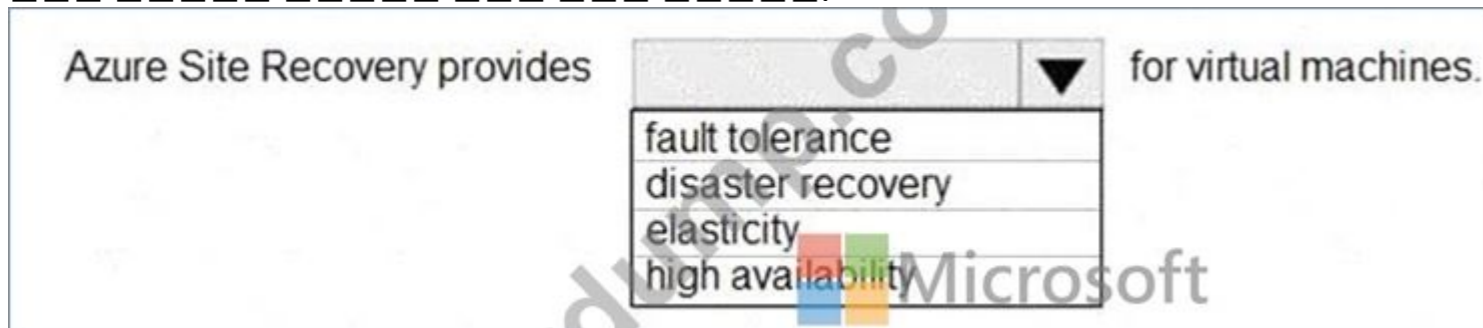 Azure Site Recovery provides for virtual machines.
fault tolerance
disaster recovery
elasticity
high availability
Microsoft